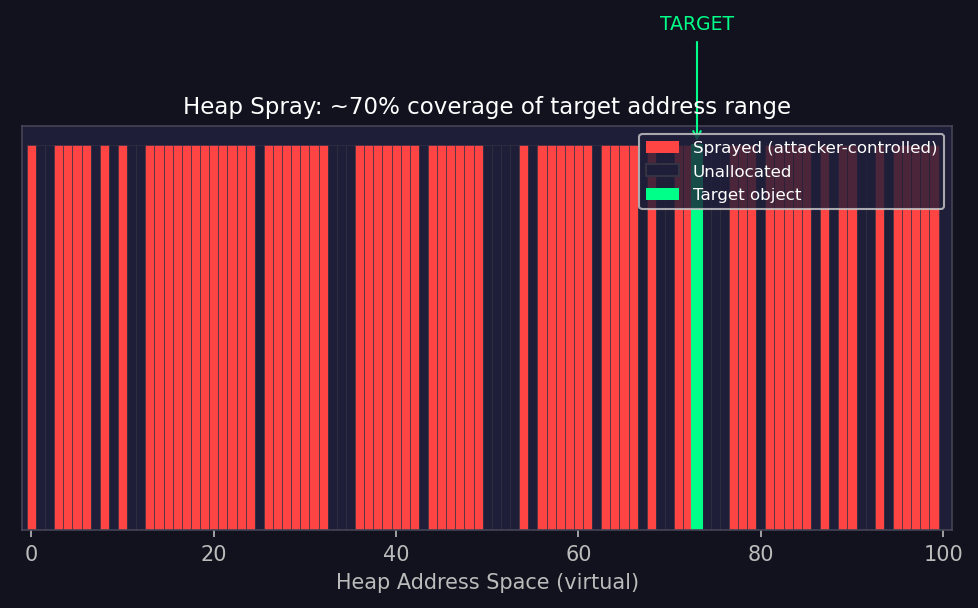 TARGET
Heap Spray: ~70% coverage of target address range
Sprayed (attacker-controlled)
Unallocated
Target object
0 20 40 60 80 100
Heap Address Space (virtual)